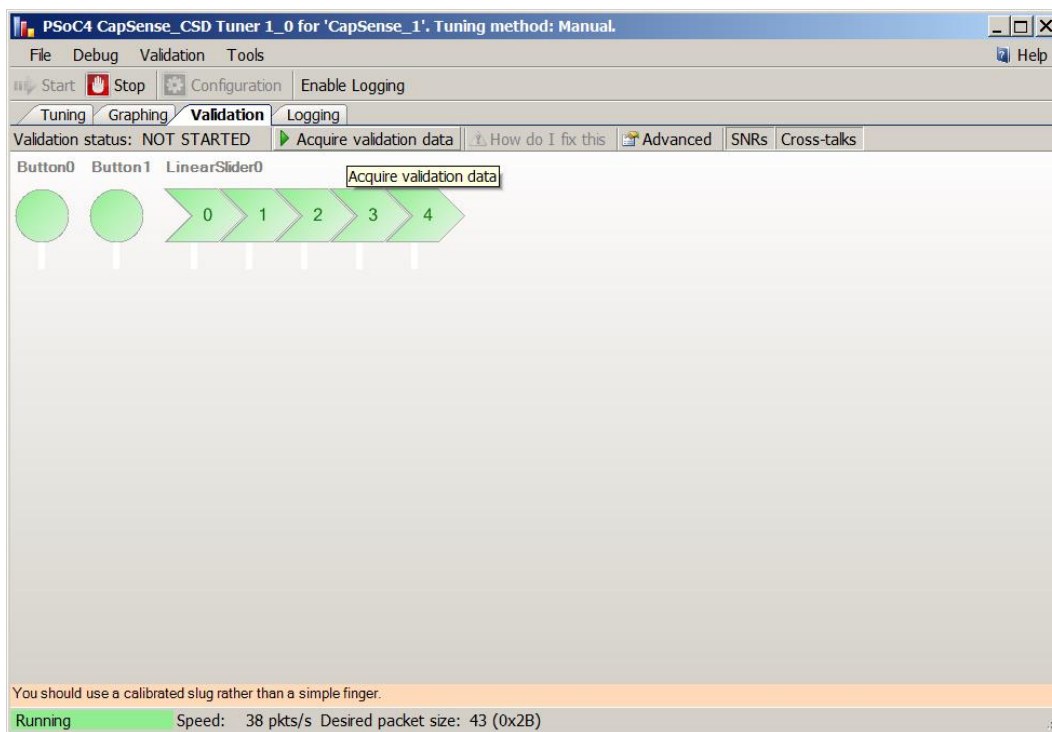 PSoC4 CapSense_CSD Tuner 1_0 for 'CapSense_1'. Tuning method: Manual.
File Debug Validation Tools Help
Start Stop Configuration Enable Logging
Tuning Graphing Validation Logging
Validation status: NOT STARTED Acquire validation data How do I fix this Advanced SNRs Cross-talks
Button0 Button1 LinearSlider0
Acquire validation data
0 1 2 3 4
You should use a calibrated slug rather than a simple finger.
Running Speed: 38 pkts/s Desired packet size: 43 (0x2B)